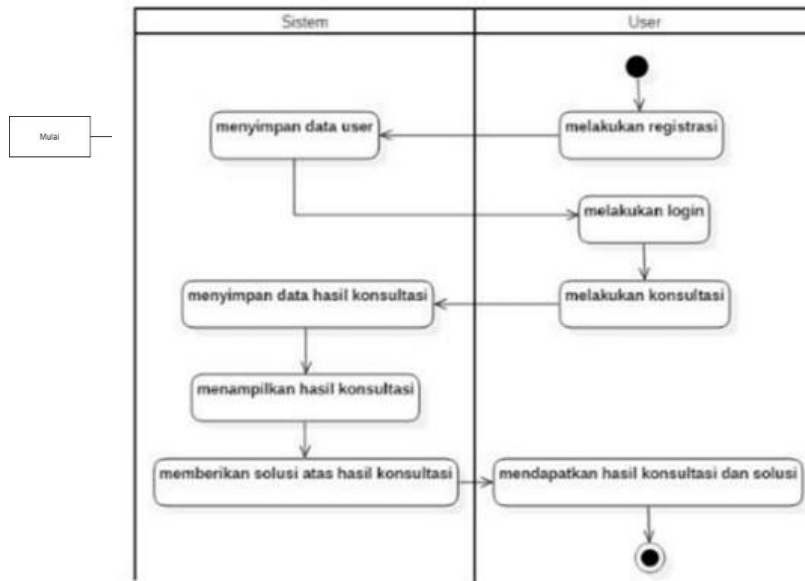 Sistem
User
Mulai
menyimpan data user
melakukan registrasi
melakukan login
menyimpan data hasil konsultasi
melakukan konsultasi
menampilkan hasil konsultasi
memberikan solusi atas hasil konsultasi
mendapatkan hasil konsultasi dan solusi